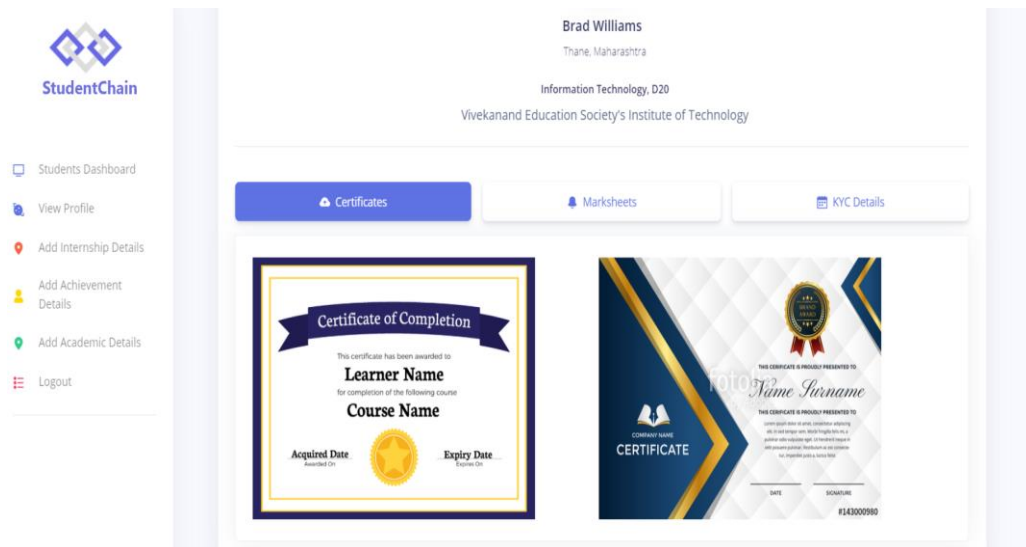 StudentChain
Students Dashboard
View Profile
Add Internship Details
Add Achievement
Details
Add Academic Details
Logout
Brad Williams
Thane, Maharashtra
Information Technology, D20
Vivekanand Education Society's Institute of Technology
Certificates
Marksheets
KYC Details
Certificate of Completion
This certificate has been awarded to
Learner Name
for completion of the following course
Course Name
Acquired Date
Awarded On
Expiry Date
Expires On
COMPANY NAME
CERTIFICATE
BRAND
AWARD
THIS CERIFICATE IS PROUDLY PRESENTED TO
Name Surname
THIS CERIFICATE IS PROUDLY PRESENTED TO
DATE
SIGNATURE
#143000980